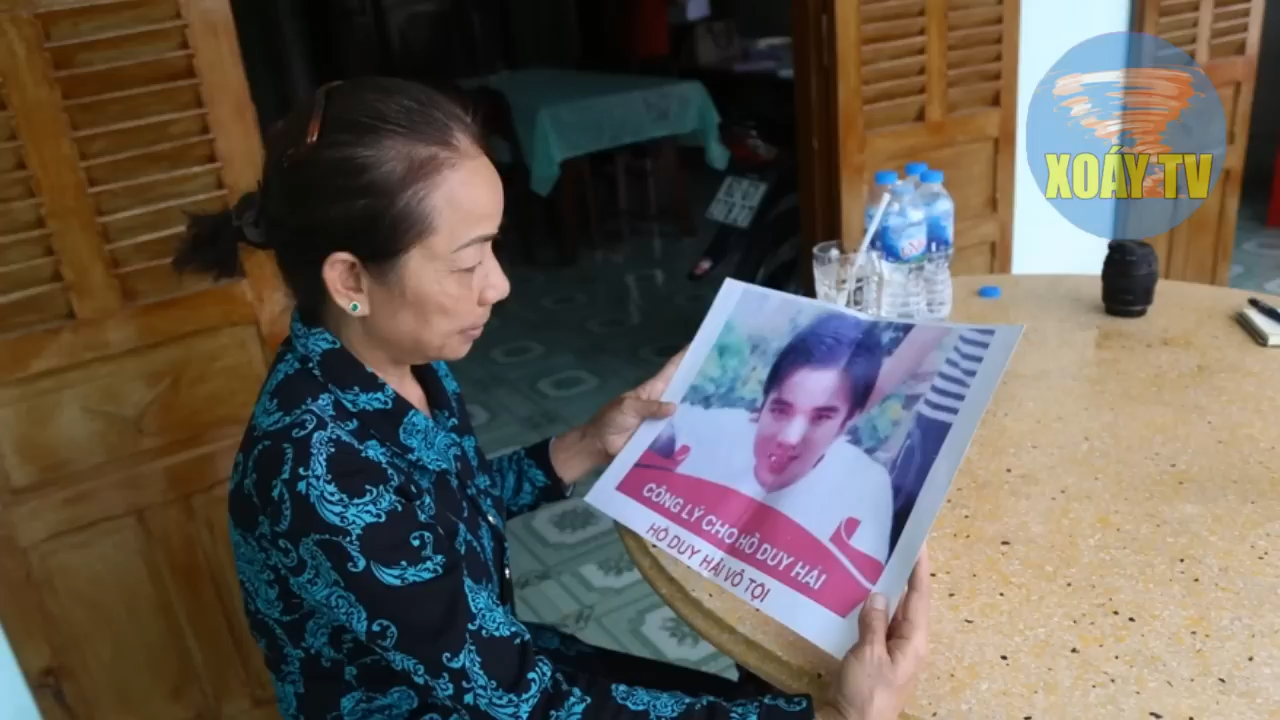 XOÁY TV
CÔNG LÝ CHO HỒ DUY HẢI
HỒ DUY HẢI VÔ TỘI